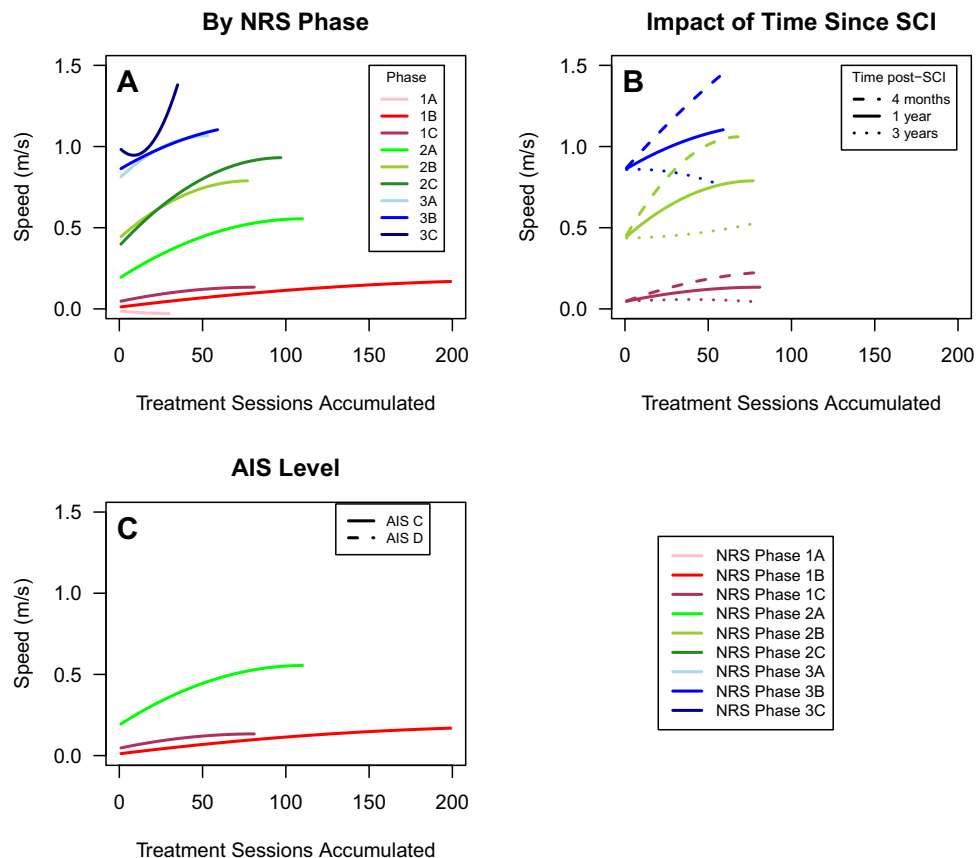 By NRS Phase
A
Phase
1A
1B
1C
2A
2B
2C
3A
3B
3C
1.5
1.0
0.5
0.0
Speed (m/s)
0 50 100 150 200
Treatment Sessions Accumulated
Impact of Time Since SCI
B
Time post−SCI
4 months
1 year
3 years
1.5
1.0
0.5
0.0
Speed (m/s)
0 50 100 150 200
Treatment Sessions Accumulated
AIS Level
C
AIS C
AIS D
1.5
1.0
0.5
0.0
Speed (m/s)
0 50 100 150 200
Treatment Sessions Accumulated
NRS Phase 1A
NRS Phase 1B
NRS Phase 1C
NRS Phase 2A
NRS Phase 2B
NRS Phase 2C
NRS Phase 3A
NRS Phase 3B
NRS Phase 3C